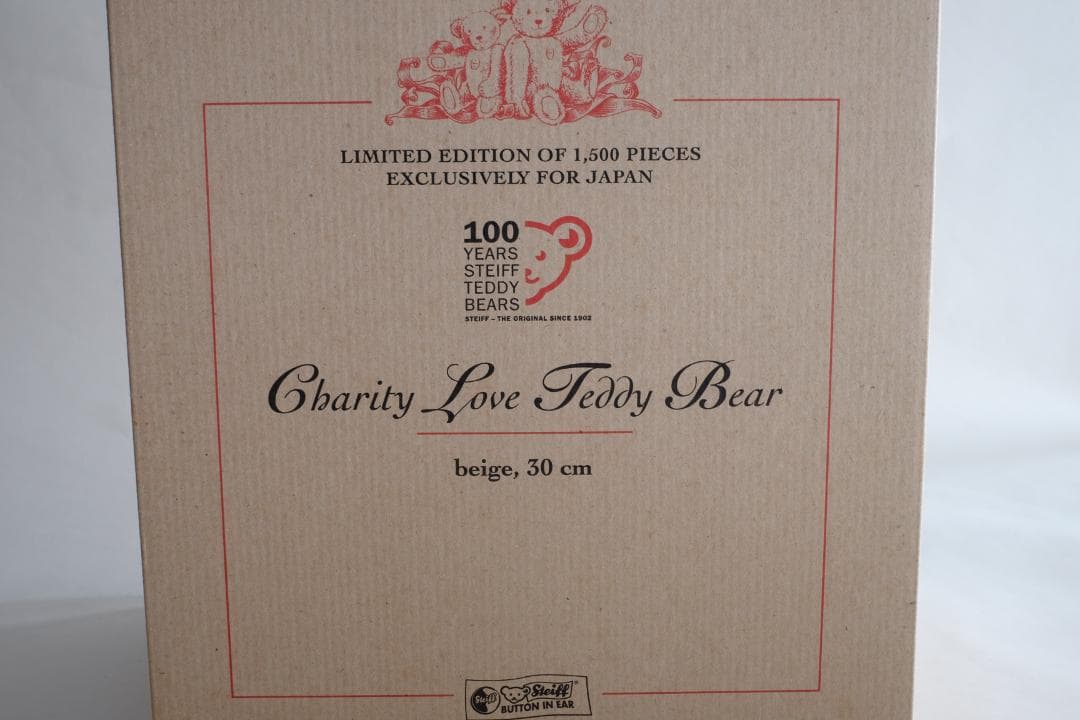 LIMITED EDITION OF 1,500 PIECES
EXCLUSIVELY FOR JAPAN
100
YEARS
STEIFF
TEDDY
BEARS
STEIFF – THE ORIGINAL SINCE 1902
Charity Love Teddy Bear
beige, 30 cm
Steiff Steiff
BUTTON IN EAR